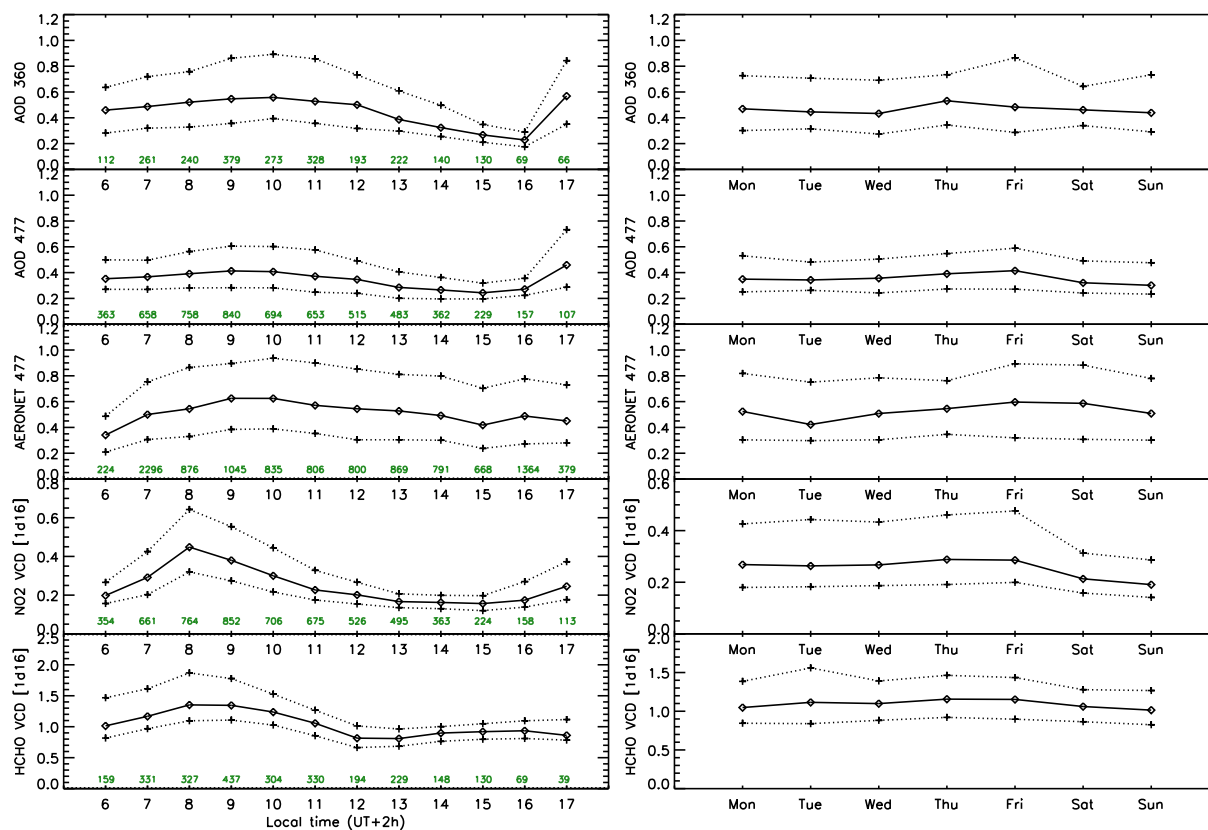 AOD 360
1.2
1.0
0.8
0.6
0.4
0.2
0.0
112 261 240 379 273 328 193 222 140 130 69 66
6 7 8 9 10 11 12 13 14 15 16 17
AOD 477
1.0
0.8
0.6
0.4
0.2
0.0
363 658 758 840 694 653 515 483 362 229 157 107
6 7 8 9 10 11 12 13 14 15 16 17
AERONET 477
1.2
1.0
0.8
0.6
0.4
0.2
0.0
224 2296 876 1045 835 806 800 869 791 668 1364 379
6 7 8 9 10 11 12 13 14 15 16 17
NO2 VCD [1d16]
0.6
0.4
0.2
0.0
354 661 764 852 706 675 526 495 363 224 158 113
6 7 8 9 10 11 12 13 14 15 16 17
HCHO VCD [1d16]
2.5
2.0
1.5
1.0
0.5
0.0
159 331 327 437 304 330 194 229 148 130 69 39
6 7 8 9 10 11 12 13 14 15 16 17
Local time (UT+2h)
AOD 360
1.2
1.0
0.8
0.6
0.4
0.2
0.0
Mon Tue Wed Thu Fri Sat Sun
AOD 477
1.0
0.8
0.6
0.4
0.2
0.0
Mon Tue Wed Thu Fri Sat Sun
AERONET 477
1.2
1.0
0.8
0.6
0.4
0.2
0.0
Mon Tue Wed Thu Fri Sat Sun
NO2 VCD [1d16]
0.6
0.4
0.2
0.0
Mon Tue Wed Thu Fri Sat Sun
HCHO VCD [1d16]
2.0
1.5
1.0
0.5
0.0
Mon Tue Wed Thu Fri Sat Sun